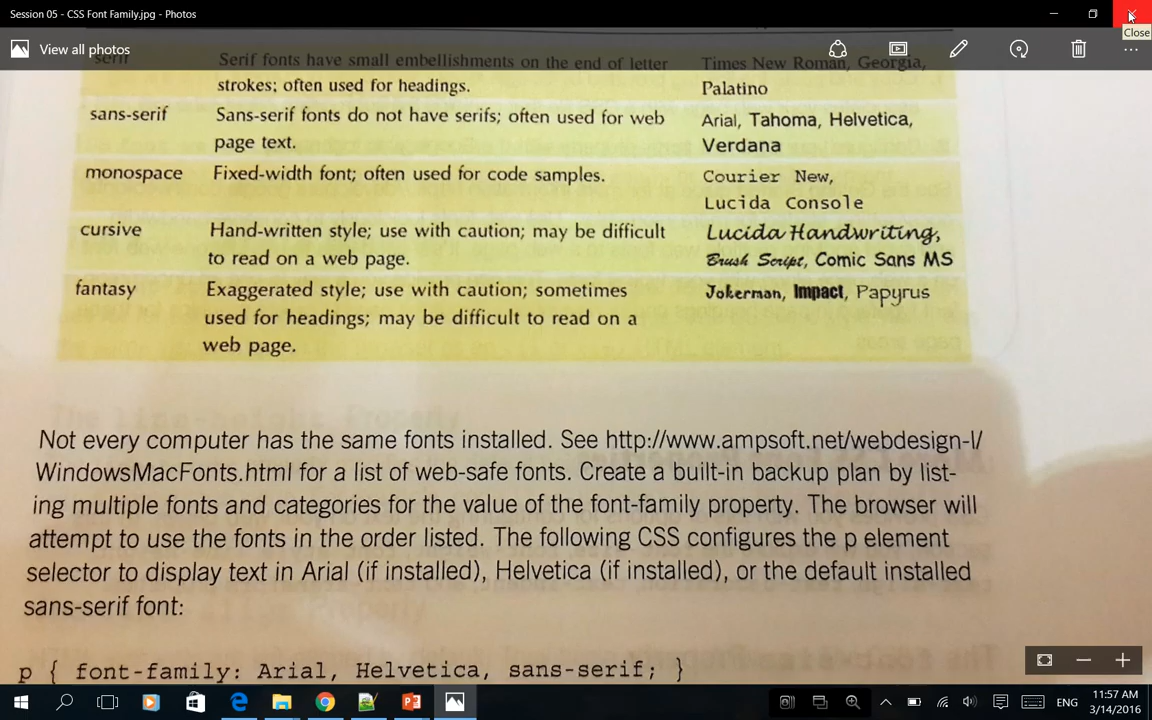 Session 05 - CSS Font Family.jpg - Photos
Close
View all photos
serif Serif fonts have small embellishments on the end of letter Times New Roman, Georgia,
strokes; often used for headings. Palatino
sans-serif Sans-serif fonts do not have serifs; often used for web Arial, Tahoma, Helvetica,
page text. Verdana
monospace Fixed-width font; often used for code samples. Courier New,
Lucida Console
cursive Hand-written style; use with caution; may be difficult Lucida Handwriting,
to read on a web page. Brush Script, Comic Sans MS
fantasy Exaggerated style; use with caution; sometimes Jokerman, Impact, Papyrus
used for headings; may be difficult to read on a
web page.
Not every computer has the same fonts installed. See http://www.ampsoft.net/webdesign-l/
WindowsMacFonts.html for a list of web-safe fonts. Create a built-in backup plan by list-
ing multiple fonts and categories for the value of the font-family property. The browser will
attempt to use the fonts in the order listed. The following CSS configures the p element
selector to display text in Arial (if installed), Helvetica (if installed), or the default installed
sans-serif font:
p { font-family: Arial, Helvetica, sans-serif; }
ENG
11:57 AM
3/14/2016